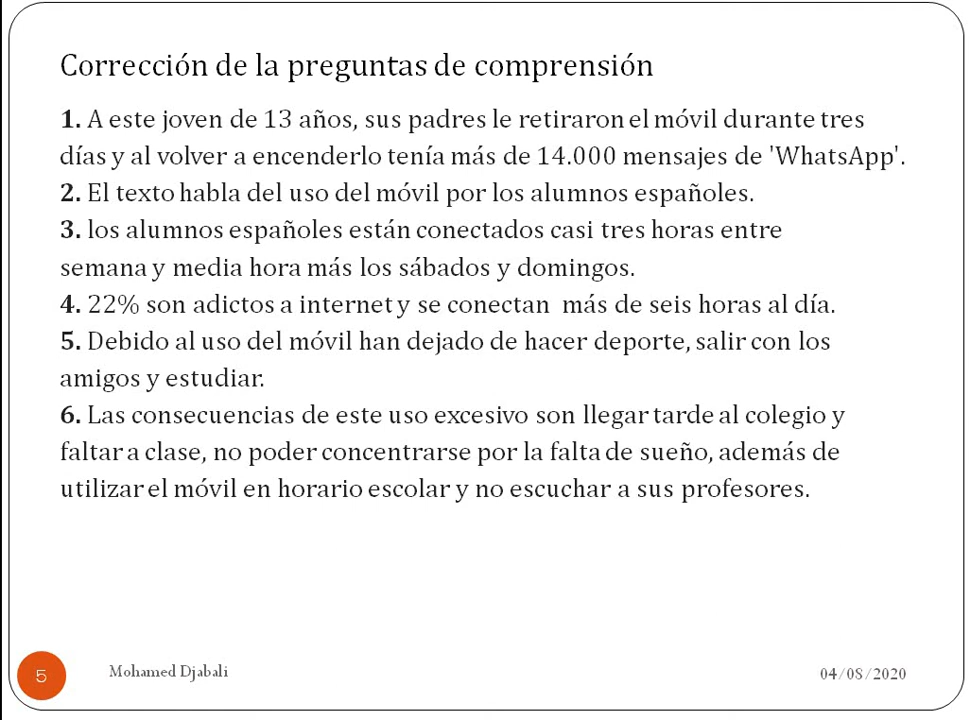 Corrección de la preguntas de comprensión
1. A este joven de 13 años, sus padres le retiraron el móvil durante tres
días y al volver a encenderlo tenía más de 14.000 mensajes de 'WhatsApp'.
2. El texto habla del uso del móvil por los alumnos españoles.
3. los alumnos españoles están conectados casi tres horas entre
semana y media hora más los sábados y domingos.
4. 22% son adictos a internet y se conectan más de seis horas al día.
5. Debido al uso del móvil han dejado de hacer deporte, salir con los
amigos y estudiar.
6. Las consecuencias de este uso excesivo son llegar tarde al colegio y
faltar a clase, no poder concentrarse por la falta de sueño, además de
utilizar el móvil en horario escolar y no escuchar a sus profesores.
5
Mohamed Djabali
04/08/2020